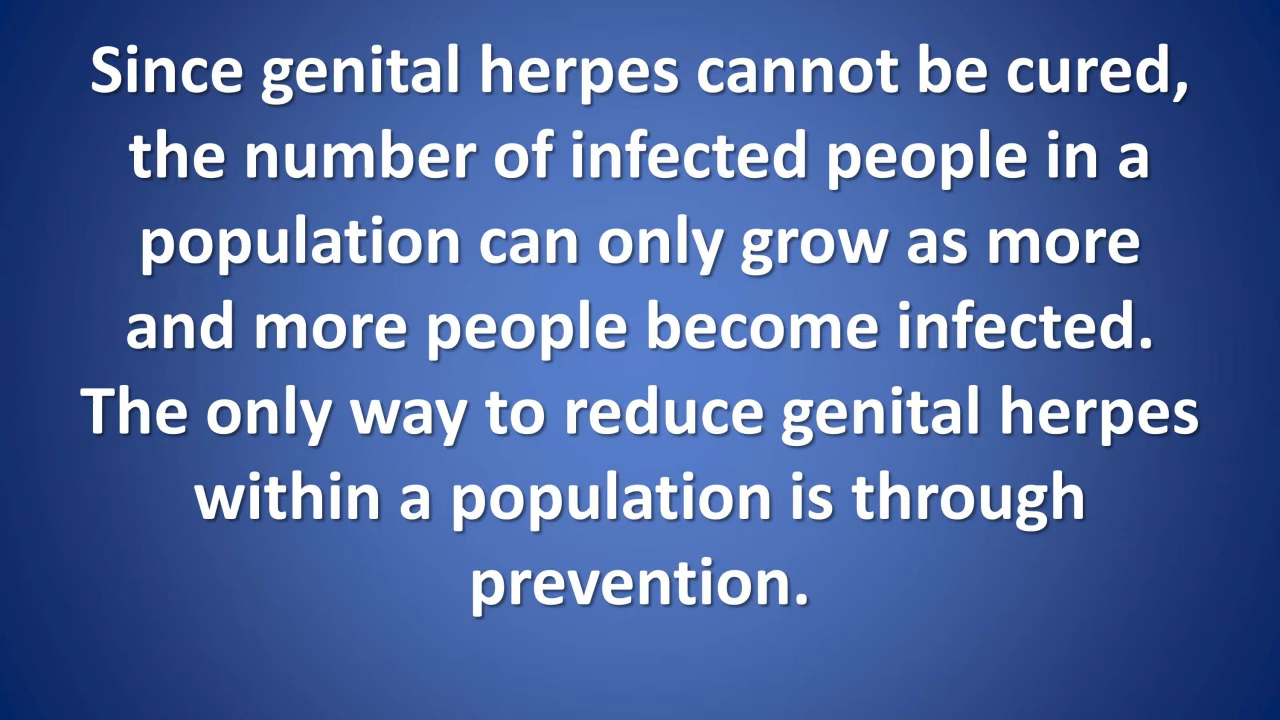 Since genital herpes cannot be cured,
the number of infected people in a
population can only grow as more
and more people become infected.
The only way to reduce genital herpes
within a population is through
prevention.